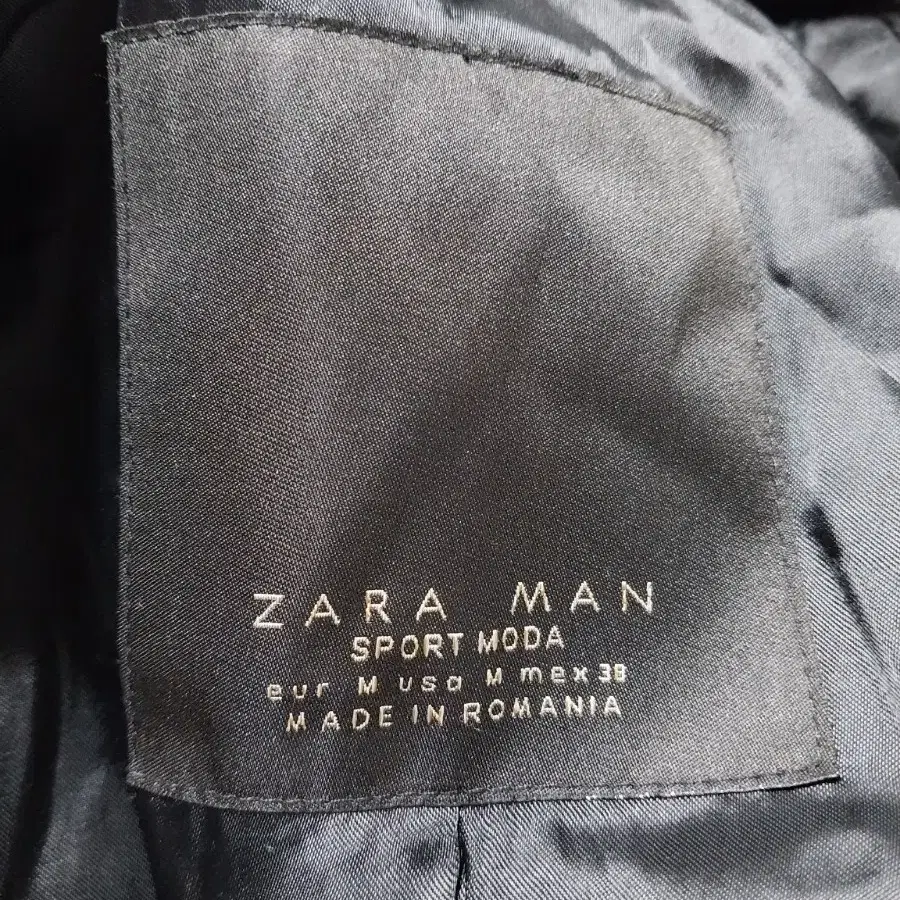 ZARA MAN
SPORT MODA
eur M usa M mex 38
MADE IN ROMANIA